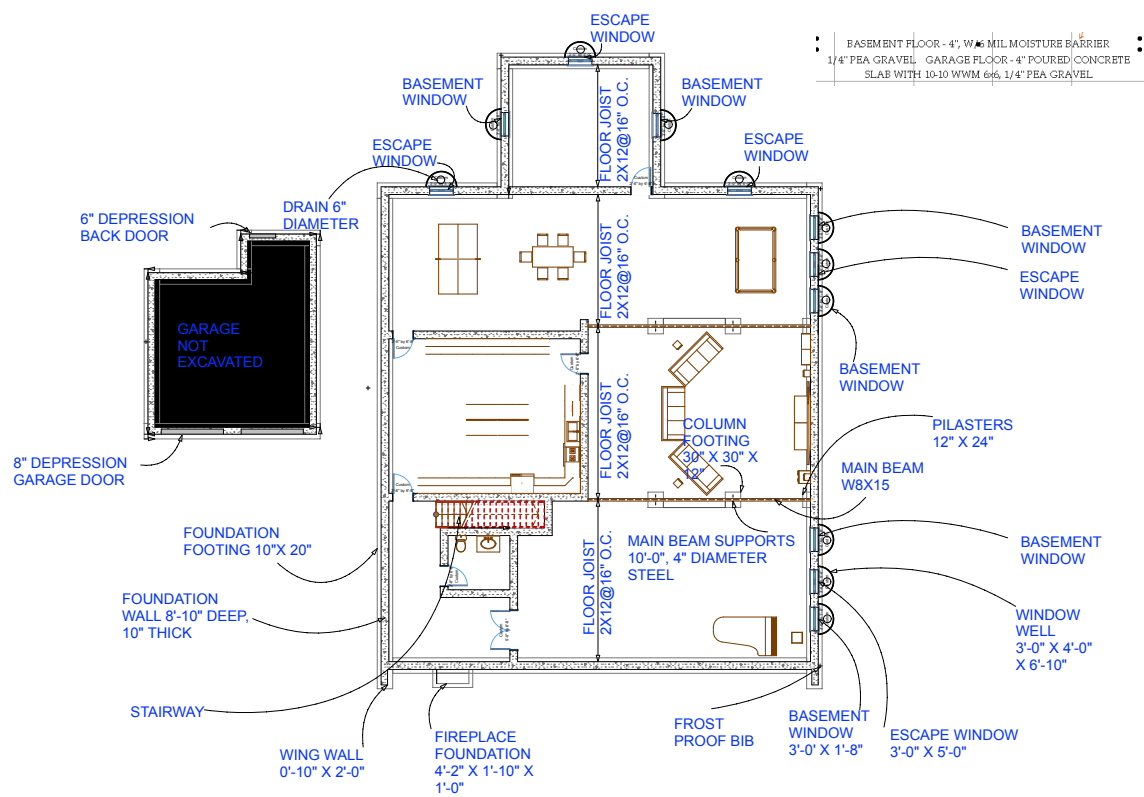 ESCAPE
WINDOW
BASEMENT FLOOR - 4", W/6 MIL MOISTURE BARRIER
1/4" PEA GRAVEL GARAGE FLOOR - 4" POURED CONCRETE
SLAB WITH 10-10 WWM 6x6, 1/4" PEA GRAVEL
BASEMENT
WINDOW
BASEMENT
WINDOW
FLOOR JOIST
2X12@16" O.C.
ESCAPE
WINDOW
ESCAPE
WINDOW
DRAIN 6"
DIAMETER
6" DEPRESSION
BACK DOOR
FLOOR JOIST
2X12@16" O.C.
BASEMENT
WINDOW
ESCAPE
WINDOW
GARAGE
NOT
EXCAVATED
BASEMENT
WINDOW
FLOOR JOIST
2X12@16" O.C.
COLUMN
FOOTING
30" X 30" X
12"
PILASTERS
12" X 24"
8" DEPRESSION
GARAGE DOOR
MAIN BEAM
W8X15
FOUNDATION
FOOTING 10"X 20"
FLOOR JOIST
2X12@16" O.C.
MAIN BEAM SUPPORTS
10'-0", 4" DIAMETER
STEEL
BASEMENT
WINDOW
FOUNDATION
WALL 8'-10" DEEP,
10" THICK
WINDOW
WELL
3'-0" X 4'-0"
X 6'-10"
STAIRWAY
WING WALL
0'-10" X 2'-0"
FIREPLACE
FOUNDATION
4'-2" X 1'-10" X
1'-0"
FROST
PROOF BIB
BASEMENT
WINDOW
3'-0' X 1'-8"
ESCAPE WINDOW
3'-0" X 5'-0"